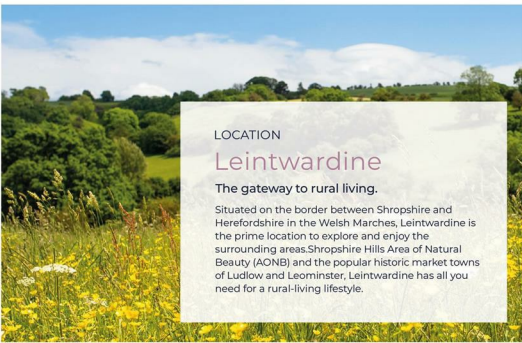 LOCATION
Leintwardine
The gateway to rural living.
Situated on the border between Shropshire and
Herefordshire in the Welsh Marches, Leintwardine is
the prime location to explore and enjoy the
surrounding areas.Shropshire Hills Area of Natural
Beauty (AONB) and the popular historic market towns
of Ludlow and Leominster, Leintwardine has all you
need for a rural-living lifestyle.